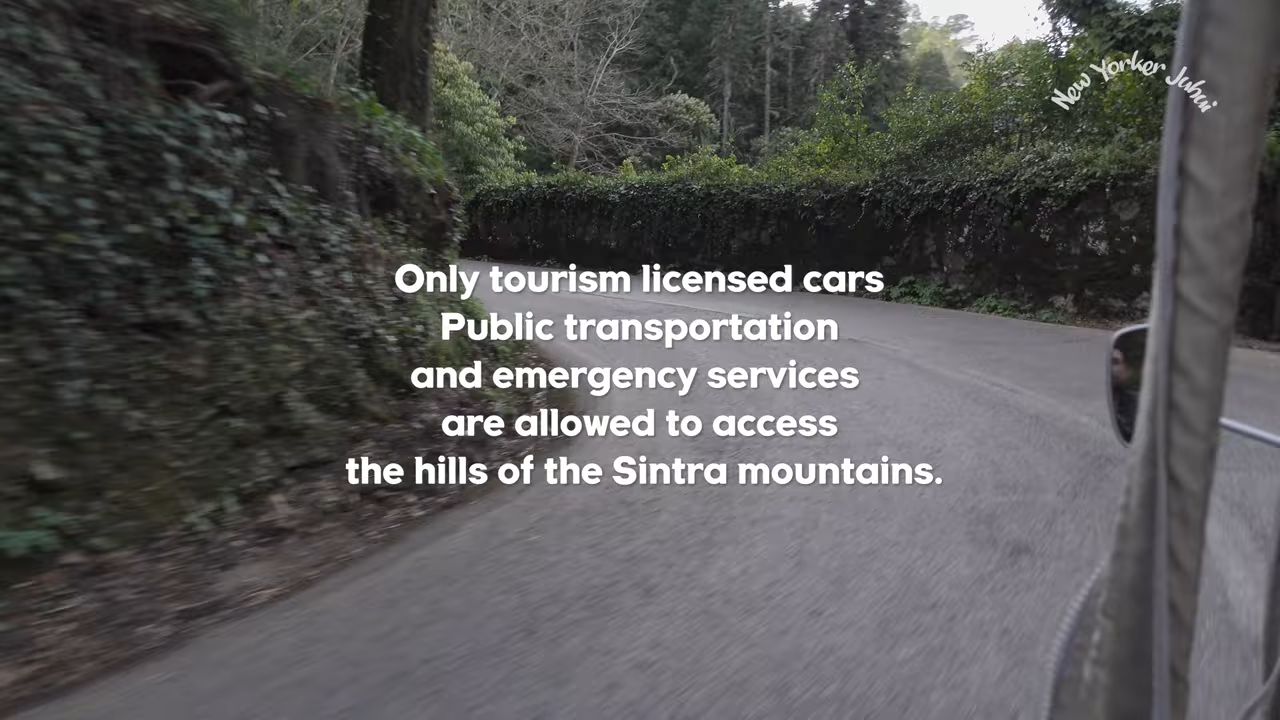 New Yorker Juhui
Only tourism licensed cars
Public transportation
and emergency services
are allowed to access
the hills of the Sintra mountains.